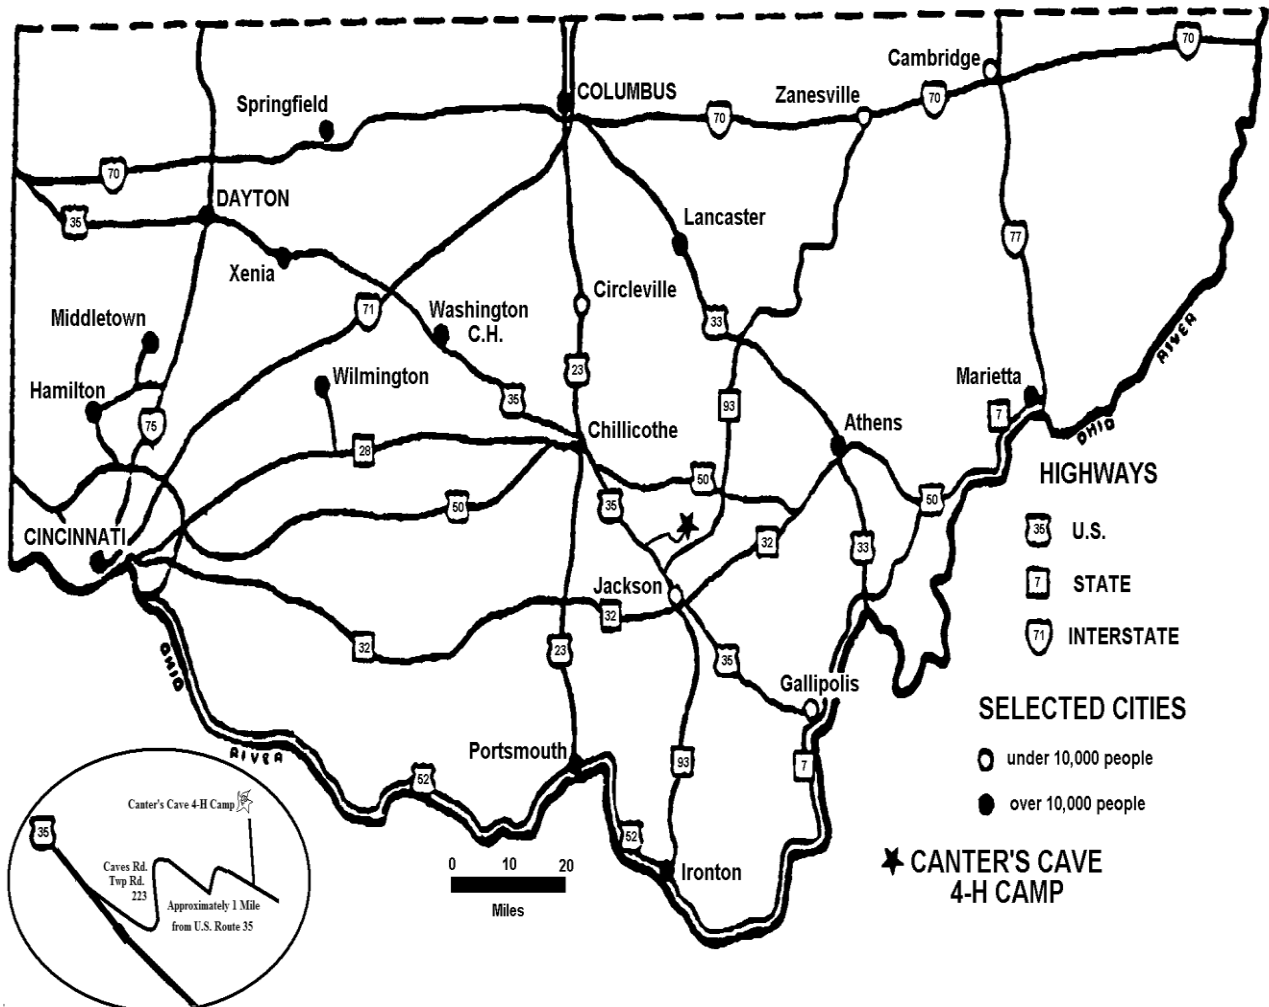 70
Cambridge
COLUMBUS
Zanesville
70
Springfield
70
70
DAYTON
35
Lancaster
Xenia
77
Circleville
71
Washington
C.H.
33
Middletown
RIVER
23
Wilmington
Marietta
Hamilton
35
93
7
75
Chillicothe
Athens
OHIO
28
50
HIGHWAYS
50
35
50
CINCINNATI
35
U.S.
32
33
Jackson
7
STATE
32
32
23
71
INTERSTATE
OHIO
35
Gallipolis
SELECTED CITIES
RIVER
Portsmouth
93
7
under 10,000 people
52
over 10,000 people
Canter's Cave 4-H Camp
35
52
0 10 20
Miles
Ironton
CANTER'S CAVE
4-H CAMP
Caves Rd.
Twp Rd.
223
Approximately 1 Mile
from U.S. Route 35